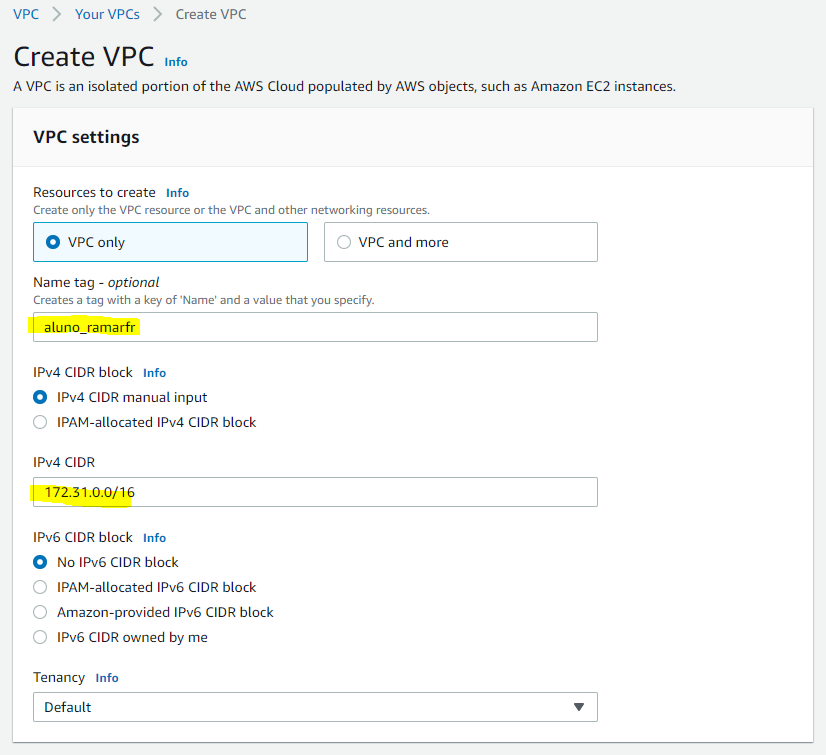 VPC > Your VPCs > Create VPC
Create VPC Info
A VPC is an isolated portion of the AWS Cloud populated by AWS objects, such as Amazon EC2 instances.
VPC settings
Resources to create Info
Create only the VPC resource or the VPC and other networking resources.
VPC only VPC and more
Name tag - optional
Creates a tag with a key of 'Name' and a value that you specify.
aluno_ramarfr
IPv4 CIDR block Info
IPv4 CIDR manual input
IPAM-allocated IPv4 CIDR block
IPv4 CIDR
172.31.0.0/16
IPv6 CIDR block Info
No IPv6 CIDR block
IPAM-allocated IPv6 CIDR block
Amazon-provided IPv6 CIDR block
IPv6 CIDR owned by me
Tenancy Info
Default